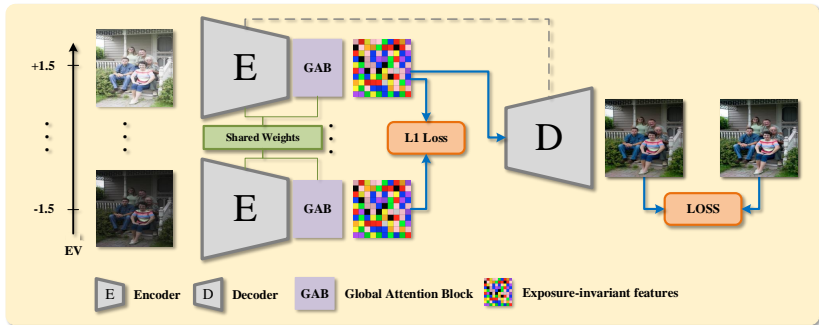 +1.5
-1.5
EV
E
GAB
Shared Weights
E
GAB
L1 Loss
D
LOSS
E
Encoder
D
Decoder
GAB
Global Attention Block
Exposure-invariant features